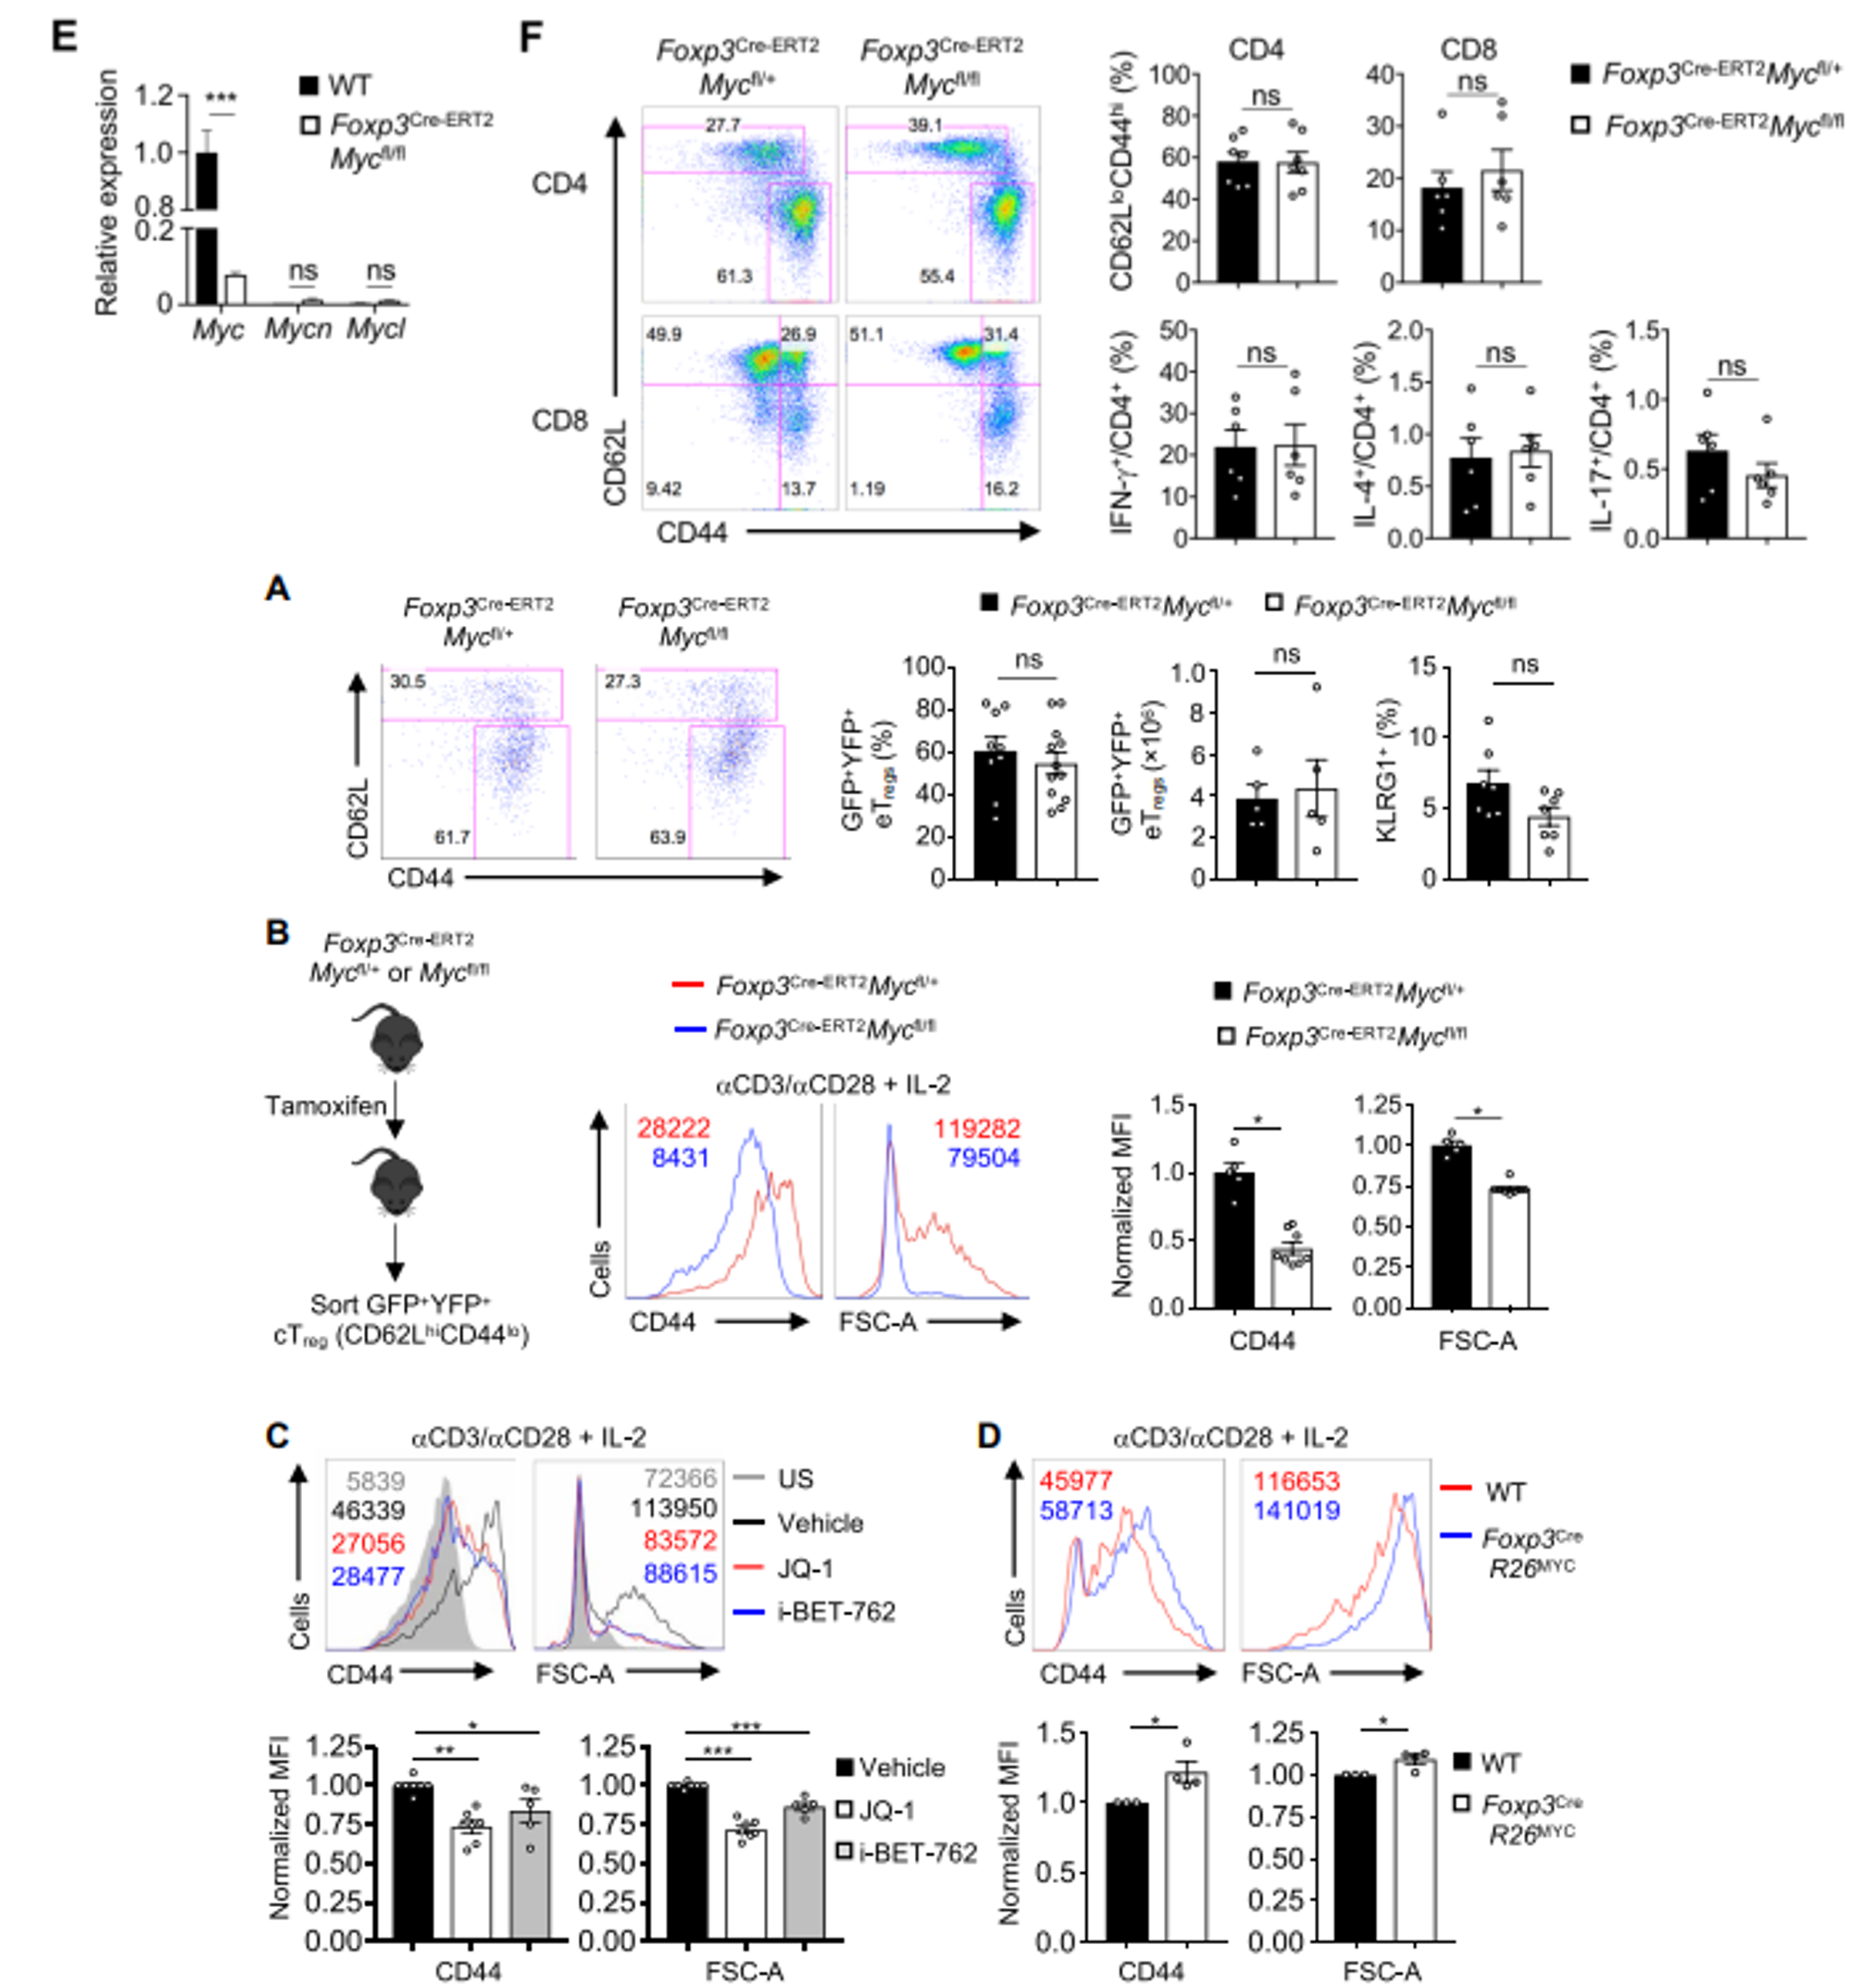 E
Relative expression
1.2
1.0
0.8
0.2
0
***
ns
ns
Myc
Mycn
Mycl
WT
Foxp3Cre-ERT2
Mycfl/fl
F
Foxp3Cre-ERT2
Mycfl/+
Foxp3Cre-ERT2
Mycfl/fl
CD4
27.7
61.3
39.1
55.4
CD8
49.9
26.9
9.42
13.7
51.1
31.4
1.19
16.2
CD62L
CD44
CD4
CD62LloCD44hi (%)
100
80
60
40
20
0
ns
CD8
40
30
20
10
0
ns
Foxp3Cre-ERT2Mycfl/+
Foxp3Cre-ERT2Mycfl/fl
IFN-γ+/CD4+ (%)
50
40
30
20
10
0
ns
IL-4+/CD4+ (%)
2.0
1.5
1.0
0.5
0.0
ns
IL-17+/CD4+ (%)
1.5
1.0
0.5
0.0
ns
A
Foxp3Cre-ERT2
Mycfl/+
Foxp3Cre-ERT2
Mycfl/fl
30.5
61.7
27.3
63.9
CD62L
CD44
Foxp3Cre-ERT2Mycfl/+
Foxp3Cre-ERT2Mycfl/fl
GFP+YFP+
eTregs (%)
100
80
60
40
20
0
ns
GFP+YFP+
eTregs (×10⁶)
1.0
8
6
4
2
0
ns
KLRG1+ (%)
15
10
5
0
ns
B
Foxp3Cre-ERT2
Mycfl/+ or Mycfl/fl
Tamoxifen
Sort GFP+YFP+
cTreg (CD62LhiCD44lo)
Foxp3Cre-ERT2Mycfl/+
Foxp3Cre-ERT2Mycfl/fl
αCD3/αCD28 + IL-2
28222
8431
119282
79504
Cells
CD44
FSC-A
Foxp3Cre-ERT2Mycfl/+
Foxp3Cre-ERT2Mycfl/fl
Normalized MFI
1.5
1.0
0.5
0.0
*
CD44
1.25
1.00
0.75
0.50
0.25
0.00
*
FSC-A
C
αCD3/αCD28 + IL-2
5839
46339
27056
28477
72366
113950
83572
88615
US
Vehicle
JQ-1
i-BET-762
Cells
CD44
FSC-A
Normalized MFI
1.25
1.00
0.75
0.50
0.25
0.00
*
**
CD44
1.25
1.00
0.75
0.50
0.25
0.00
***
***
FSC-A
Vehicle
JQ-1
i-BET-762
D
αCD3/αCD28 + IL-2
45977
58713
116653
141019
WT
Foxp3Cre
R26MYC
Cells
CD44
FSC-A
Normalized MFI
1.5
1.0
0.5
0.0
*
CD44
1.25
1.00
0.75
0.50
0.25
0.00
*
FSC-A
WT
Foxp3Cre
R26MYC